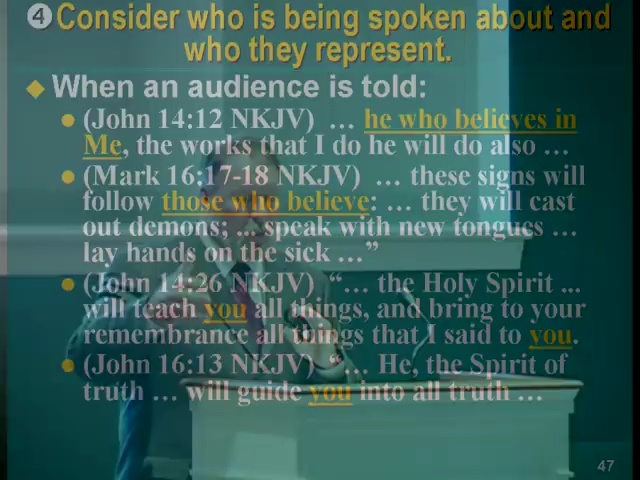 ❹ Consider who is being spoken about and
who they represent.
◆ When an audience is told:
● (John 14:12 NKJV) … he who believes in
Me, the works that I do he will do also …
● (Mark 16:17-18 NKJV) … these signs will
follow those who believe: … they will cast
out demons; ... speak with new tongues …
lay hands on the sick …”
● (John 14:26 NKJV) “… the Holy Spirit ...
will teach you all things, and bring to your
remembrance all things that I said to you.
● (John 16:13 NKJV) “… He, the Spirit of
truth … will guide you into all truth …
47